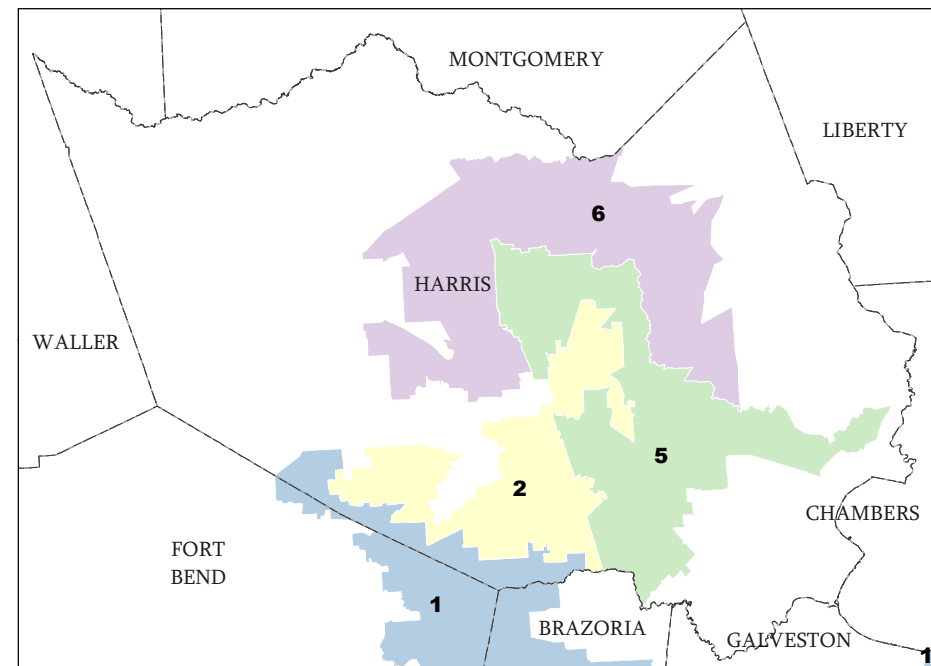 MONTGOMERY
LIBERTY
6
HARRIS
WALLER
5
2
CHAMBERS
FORT
BEND
1
BRAZORIA
GALVESTON
1